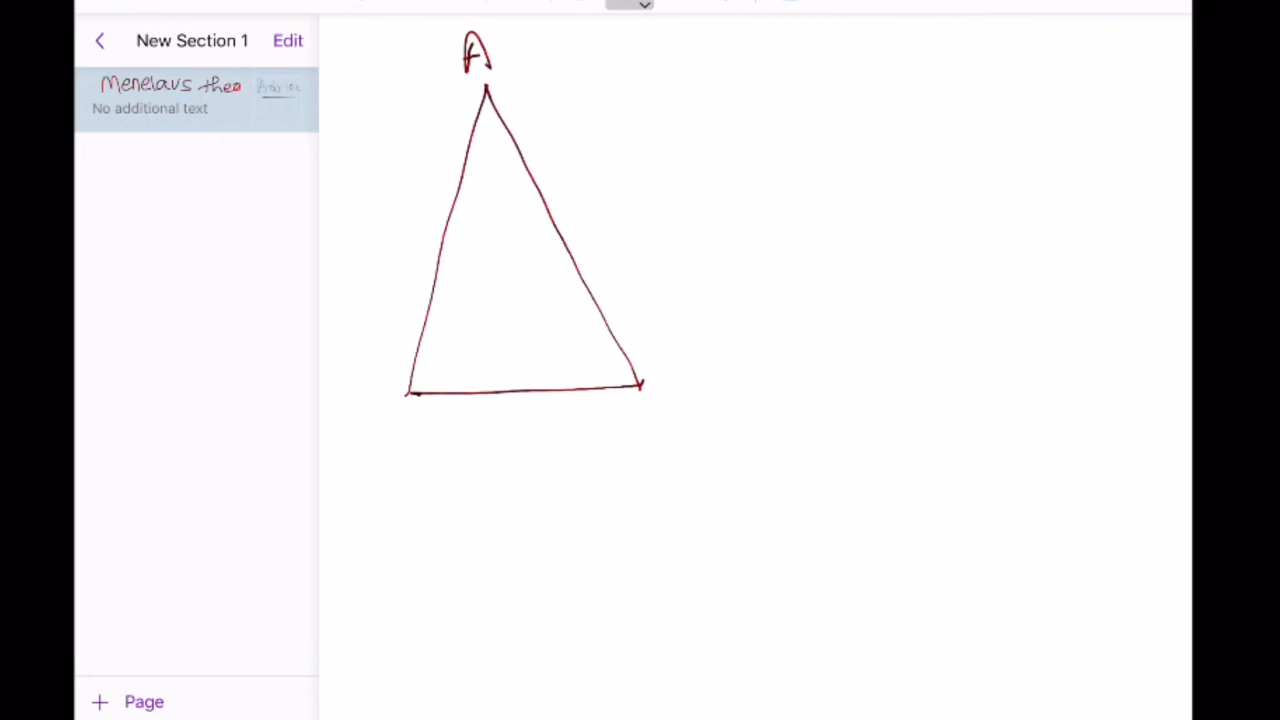 New Section 1 Edit
Menelaus theo
No additional text
A
Page